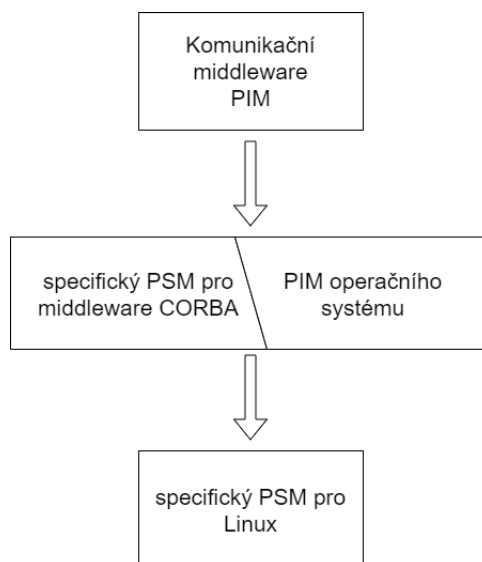 Komunikační
middleware
PIM
specifický PSM pro
middleware CORBA
PIM operačního
systému
specifický PSM pro
Linux